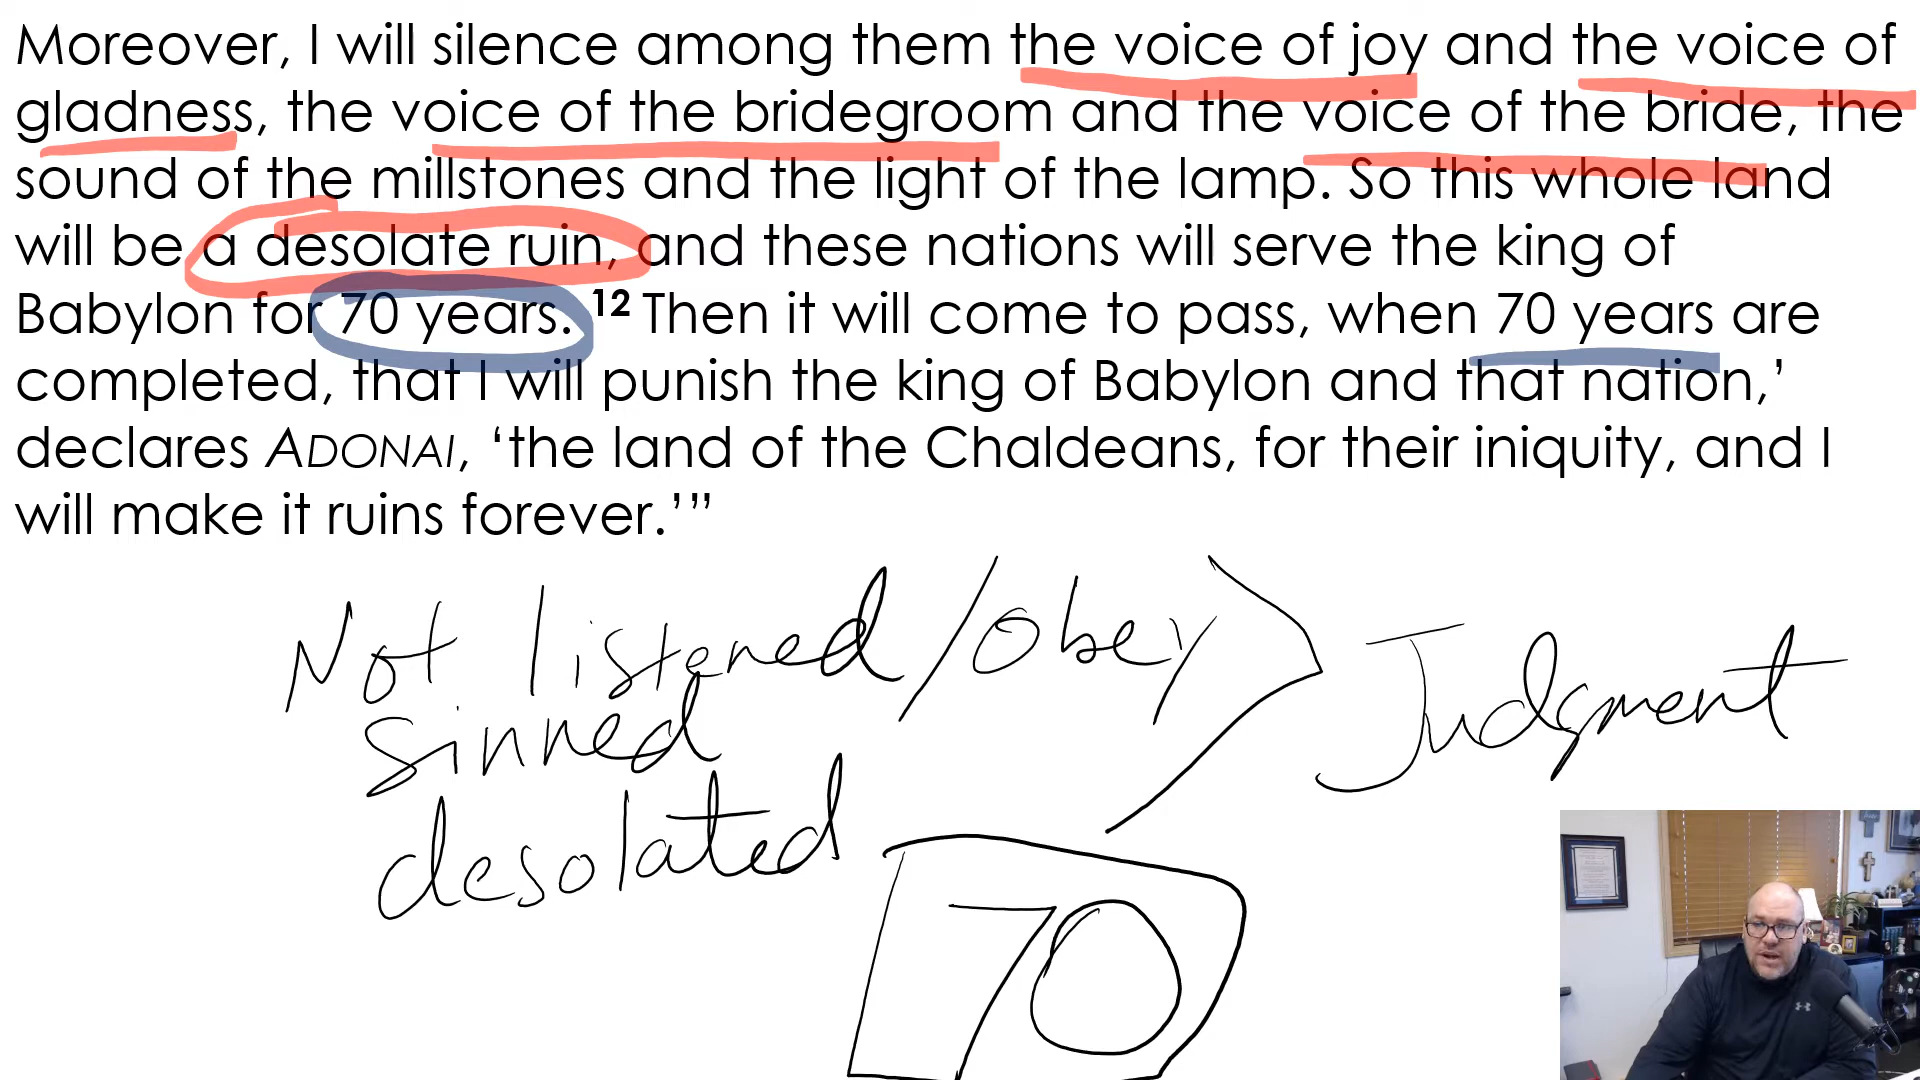 Moreover, I will silence among them the voice of joy and the voice of
gladness, the voice of the bridegroom and the voice of the bride, the
sound of the millstones and the light of the lamp. So this whole land
will be a desolate ruin, and these nations will serve the king of
Babylon for 70 years. 12 Then it will come to pass, when 70 years are
completed, that I will punish the king of Babylon and that nation,’
declares ADONAI, ‘the land of the Chaldeans, for their iniquity, and I
will make it ruins forever.’”
Not listened/obey
Judgment
sinned
desolated
70